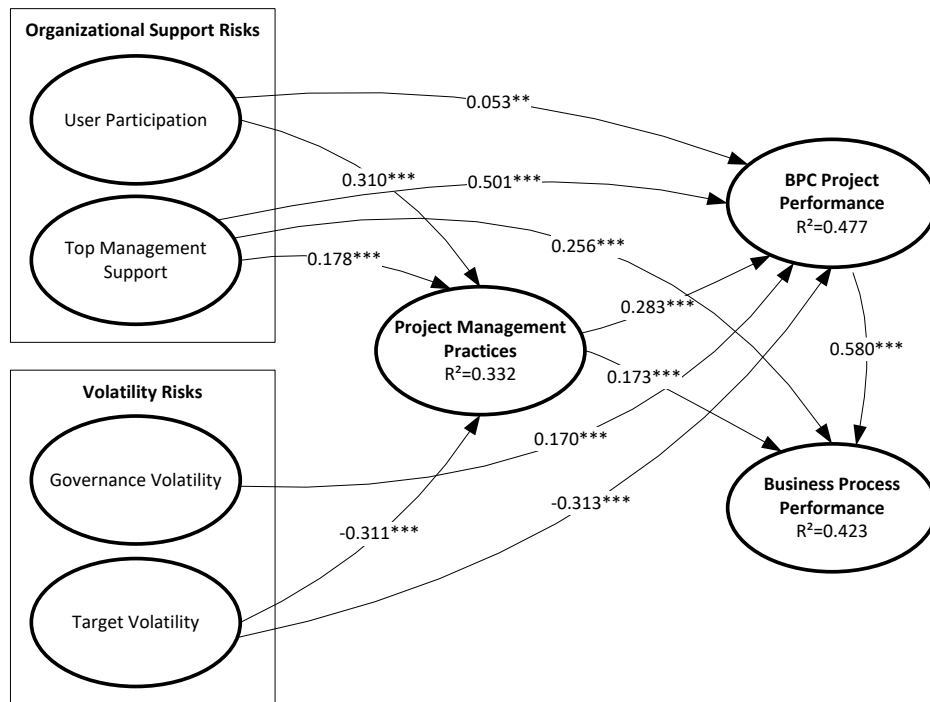 Organizational Support Risks
User Participation
Top Management
Support
0.053**
0.310***
0.501***
0.256***
0.178***
BPC Project
Performance
R²=0.477
Project Management
Practices
R²=0.332
0.283***
0.580***
0.173***
Volatility Risks
Governance Volatility
Target Volatility
0.170***
-0.313***
-0.311***
Business Process
Performance
R²=0.423